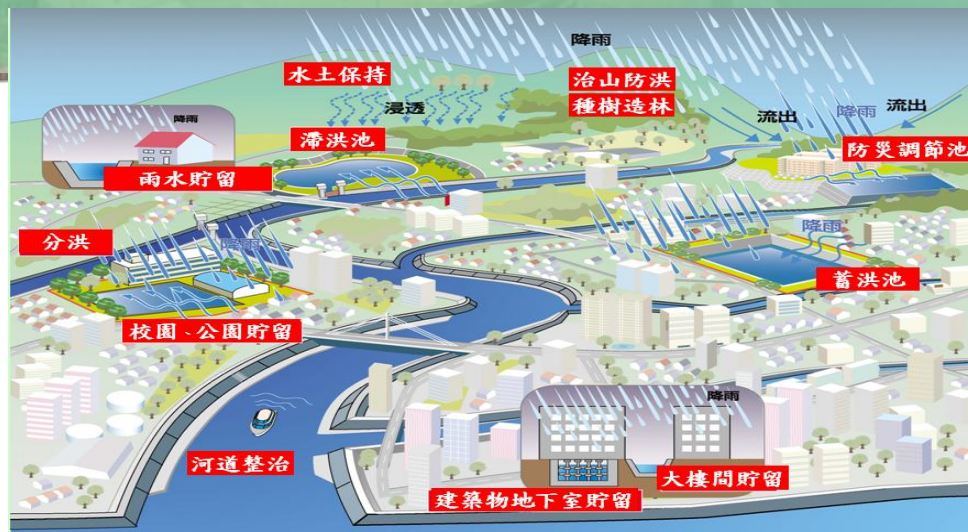 降雨
水土保持
治山防洪
種樹造林
浸透
流出
降雨
流出
降雨
滯洪池
防災調節池
雨水貯留
分洪
降雨
降雨
蓄洪池
校園、公園貯留
降雨
河道整治
大樓間貯留
建築物地下室貯留